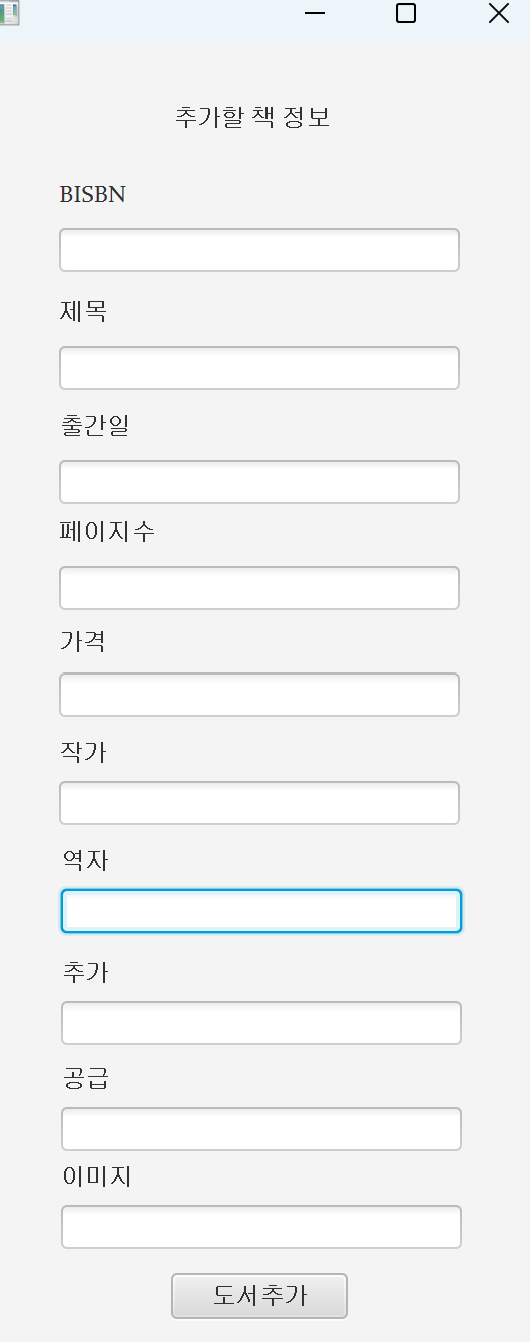 추가할 책 정보
BISBN
제목
출간일
페이지수
가격
작가
역자
추가
공급
이미지
도서추가